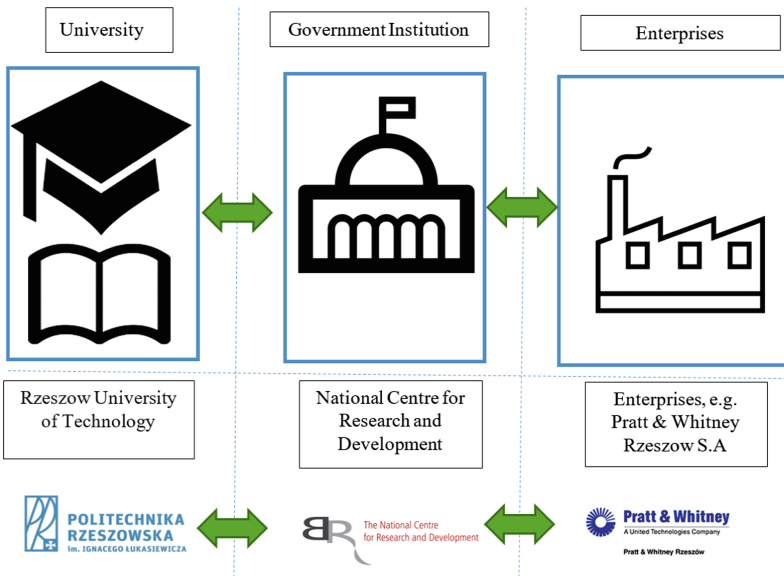 University
Government Institution
Enterprises
Rzeszow University
of Technology
National Centre for
Research and
Development
Enterprises, e.g.
Pratt & Whitney
Rzeszow S.A
POLITECHNIKA
RZESZOWSKA
im. IGNACEGO ŁUKASIEWICZA
BR
The National Centre
for Research and Development
Pratt & Whitney
A United Technologies Company
Pratt & Whitney Rzeszów